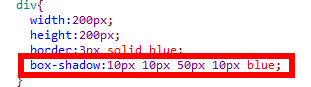 div{
width:200px;
height:200px;
border:3px solid blue;
box-shadow:10px 10px 50px 10px blue;
}